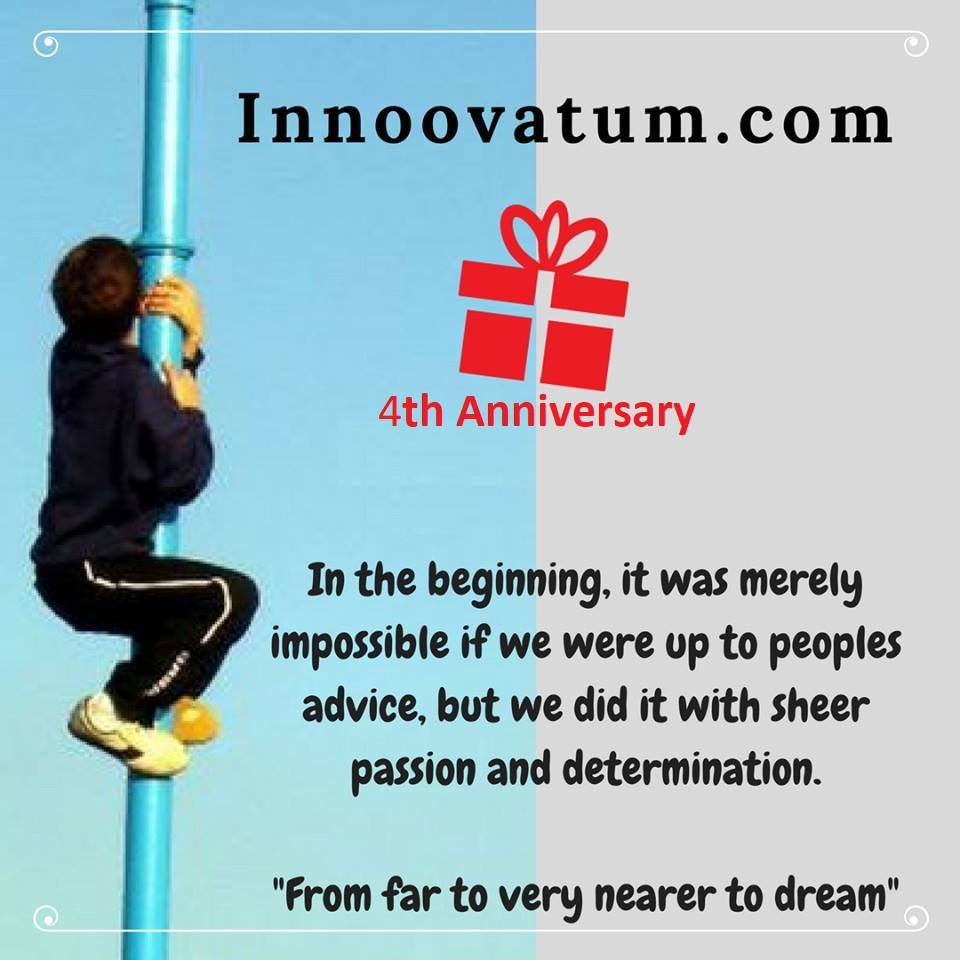 Innoovatum.com
4th Anniversary
In the beginning, it was merely
impossible if we were up to peoples
advice, but we did it with sheer
passion and determination.
"From far to very nearer to dream"